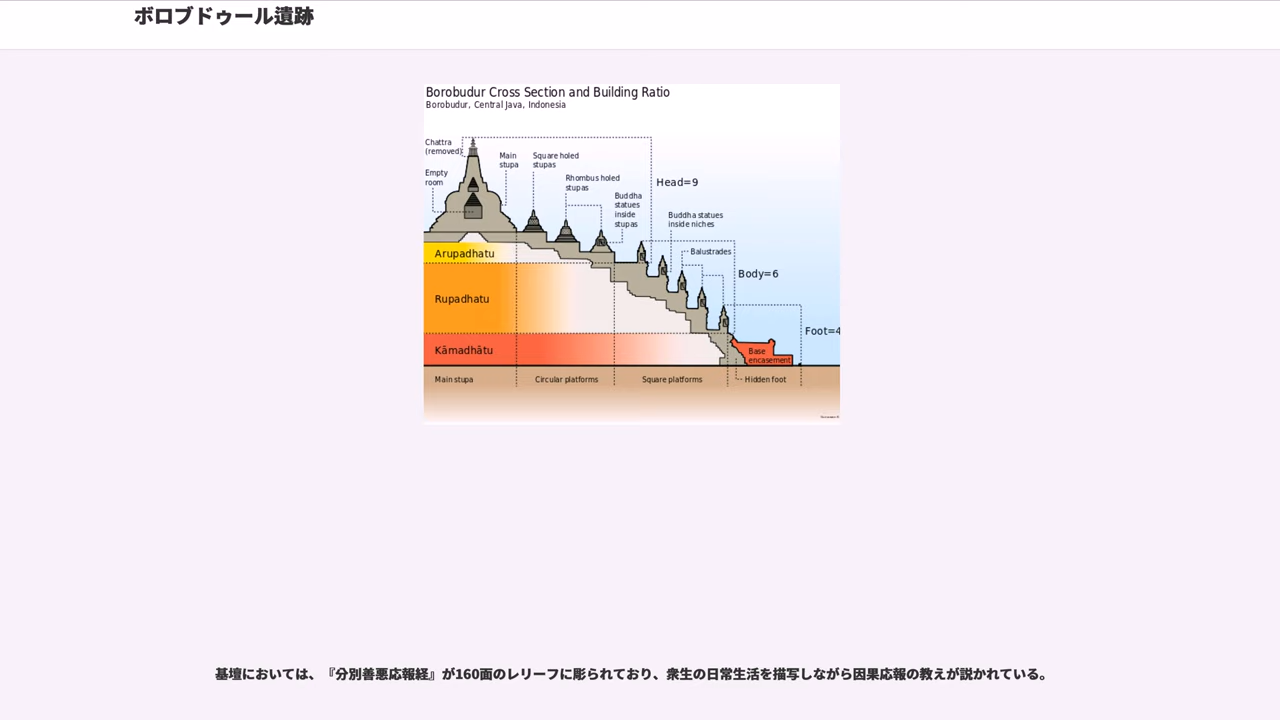 ボロブドゥール遺跡
Borobudur Cross Section and Building Ratio
Borobudur, Central Java, Indonesia
Chattra
(removed)
Main
stupa
Square holed
stupas
Empty
room
Rhombus holed
stupas
Head=9
Buddha
statues
inside
stupas
Buddha statues
inside niches
Balustrades
Arupadhatu
Body=6
Rupadhatu
Foot=4
Kāmadhātu
Base
encasement
Main stupa
Circular platforms
Square platforms
Hidden foot
基壇においては、『分別善悪応報経』が160面のレリーフに彫られており、衆生の日常生活を描写しながら因果応報の教えが説かれている。